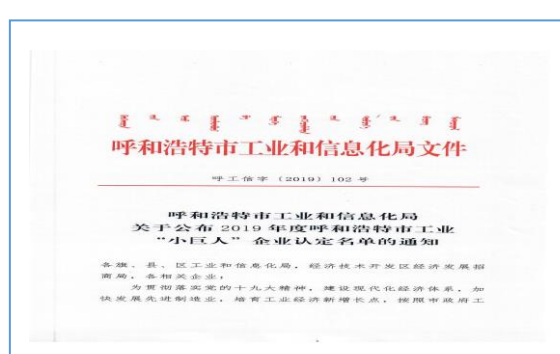 呼和浩特市工业和信息化局文件
呼工信字（2019）102 号
呼和浩特市工业和信息化局
关于公布 2019 年度呼和浩特市工业
“小巨人”企业认定名单的通知
各旗、县、区工业和信息化局，经济技术开发区经济发展招
商局，各相关企业：
为贯彻落实党的十九大精神，建设现代化经济体系，加
快发展先进制造业，培育工业经济新增长点，按照市政府工